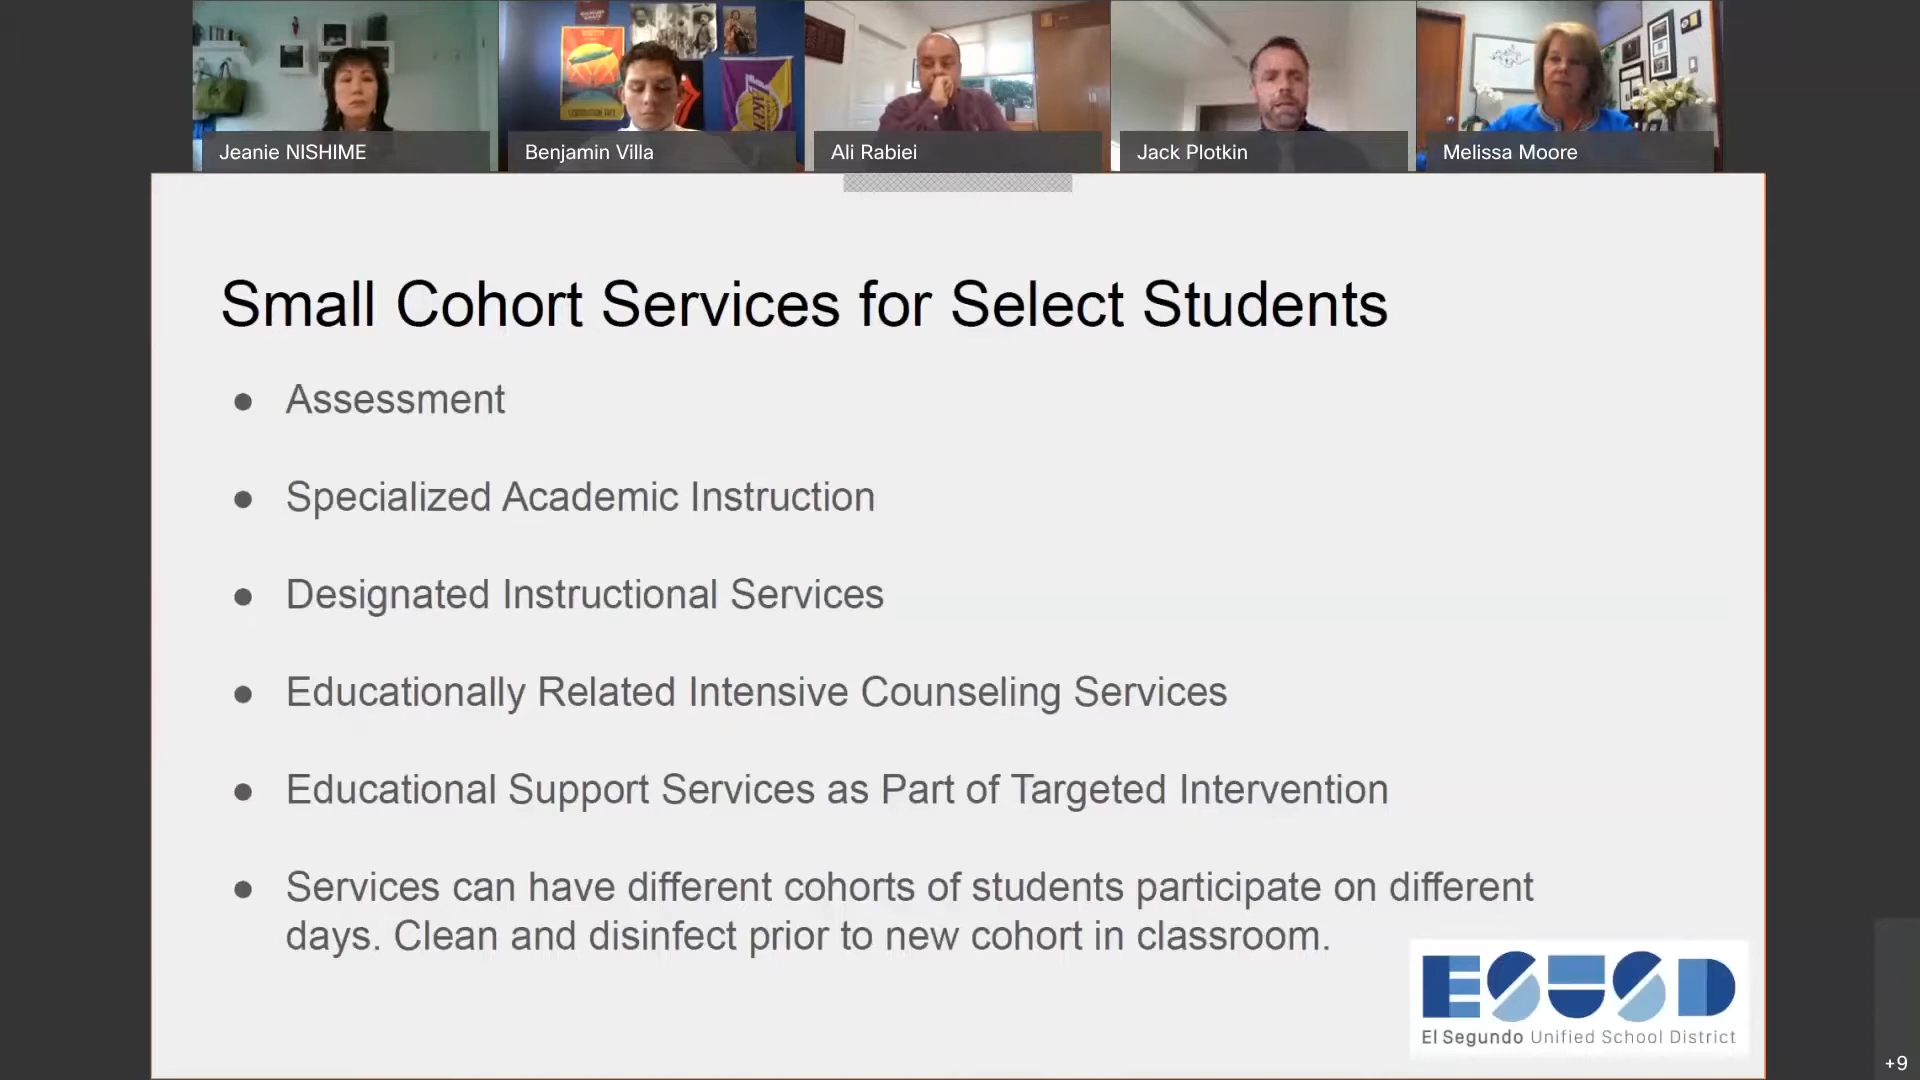 Jeanie NISHIME
Benjamin Villa
Ali Rabiei
Jack Plotkin
Melissa Moore
Small Cohort Services for Select Students
● Assessment
● Specialized Academic Instruction
● Designated Instructional Services
● Educationally Related Intensive Counseling Services
● Educational Support Services as Part of Targeted Intervention
● Services can have different cohorts of students participate on different
days. Clean and disinfect prior to new cohort in classroom.
ESUSD
El Segundo Unified School District
+9